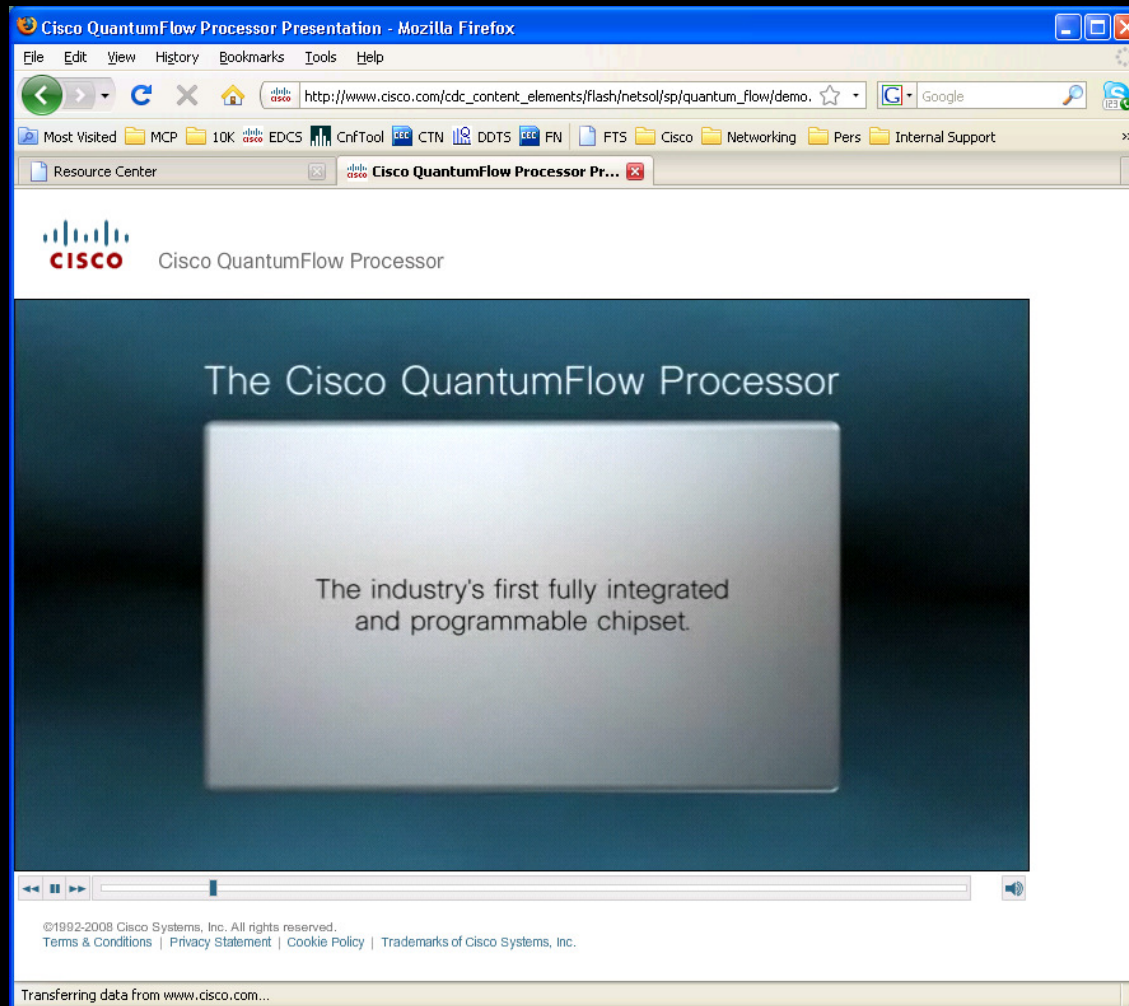 Cisco QuantumFlow Processor Presentation - Mozilla Firefox
File Edit View History Bookmarks Tools Help
http://www.cisco.com/cdc_content_elements/flash/netsol/sp/quantum_flow/demo.
G Google
Most Visited MCP 10K EDCS CnfTool CEC CTN DDTS CEC FN FTS Cisco Networking Pers Internal Support »
Resource Center Cisco QuantumFlow Processor Pr...
CISCO Cisco QuantumFlow Processor
The Cisco QuantumFlow Processor
The industry's first fully integrated
and programmable chipset.
©1992-2008 Cisco Systems, Inc. All rights reserved.
Terms & Conditions | Privacy Statement | Cookie Policy | Trademarks of Cisco Systems, Inc.
Transferring data from www.cisco.com...